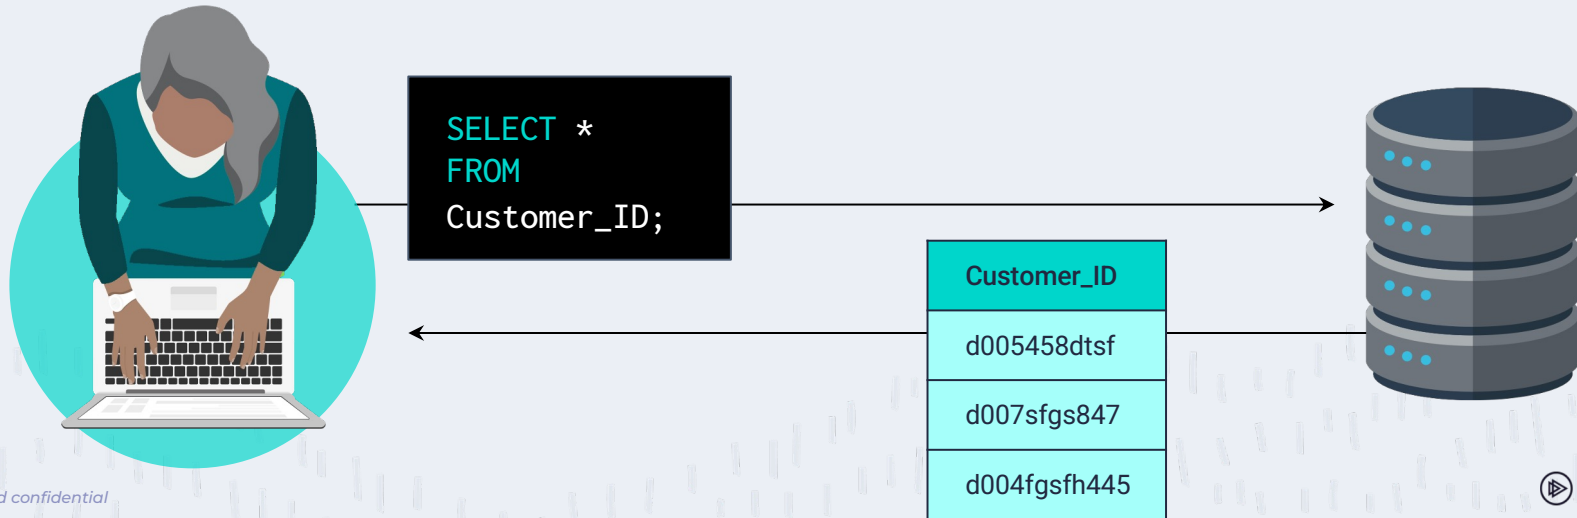 SELECT *
FROM
Customer_ID;
Customer_ID
d005458dtsf
d007sfgs847
d004fgsfh445
confidential